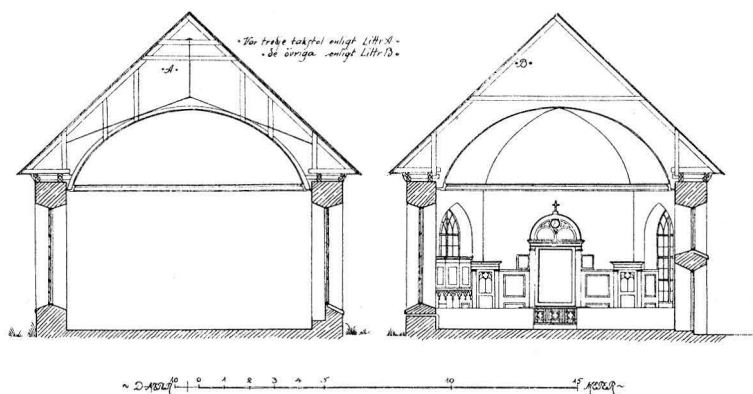 • Var tredje takstol enligt Littr A -
• de övriga enligt Littr B •
• A •
• B •
~ D-METER 10 0 1 2 3 4 5 10 15 METER ~